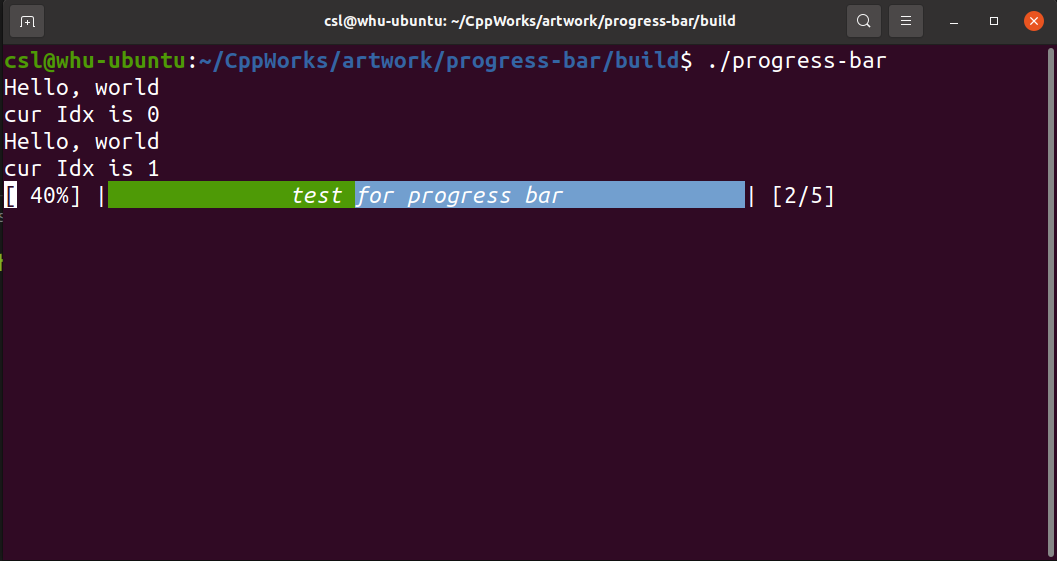 csl@whu-ubuntu: ~/CppWorks/artwork/progress-bar/build
csl@whu-ubuntu:~/CppWorks/artwork/progress-bar/build$ ./progress-bar
Hello, world
cur Idx is 0
Hello, world
cur Idx is 1
[ 40%] | test for progress bar | [2/5]